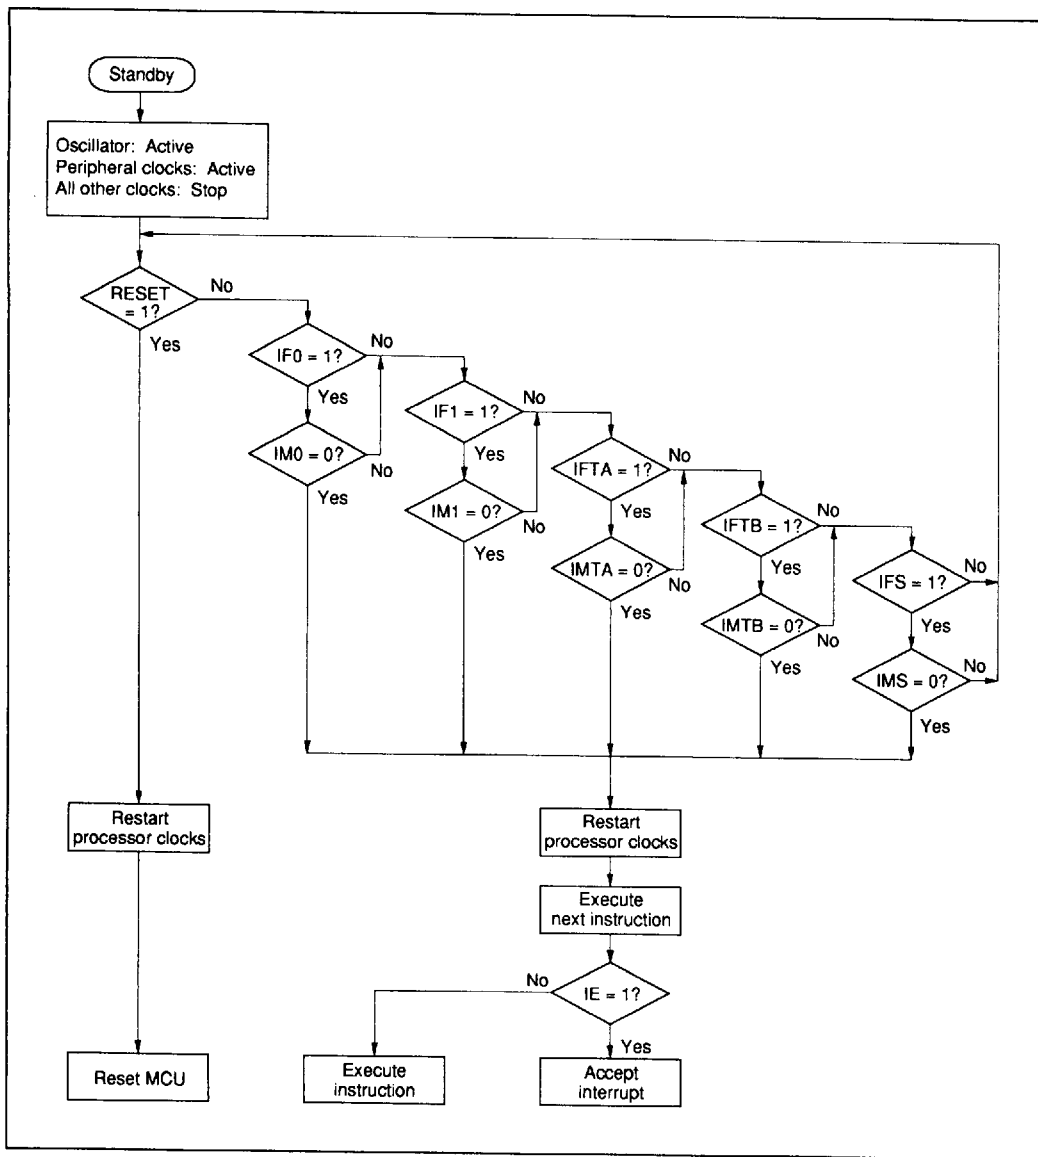 Standby
Oscillator: Active
Peripheral clocks: Active
All other clocks: Stop
RESET
= 1?
No
Yes
IF0 = 1?
No
Yes
IM0 = 0?
No
Yes
IF1 = 1?
No
Yes
IM1 = 0?
No
Yes
IFTA = 1?
No
Yes
IMTA = 0?
No
Yes
IFTB = 1?
No
Yes
IMTB = 0?
No
Yes
IFS = 1?
No
Yes
IMS = 0?
No
Yes
Restart
processor clocks
Reset MCU
Restart
processor clocks
Execute
next instruction
IE = 1?
No
Yes
Execute
instruction
Accept
interrupt